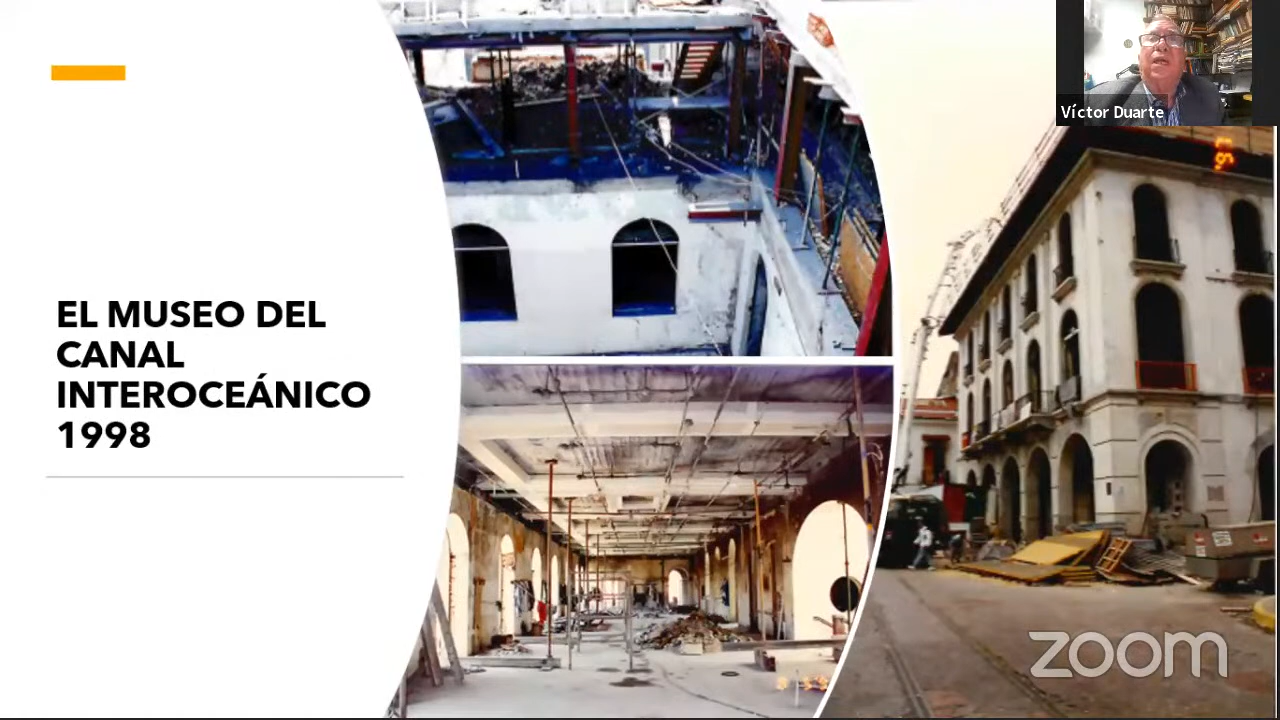 EL MUSEO DEL
CANAL
INTEROCEÁNICO
1998
Víctor Duarte
zoom